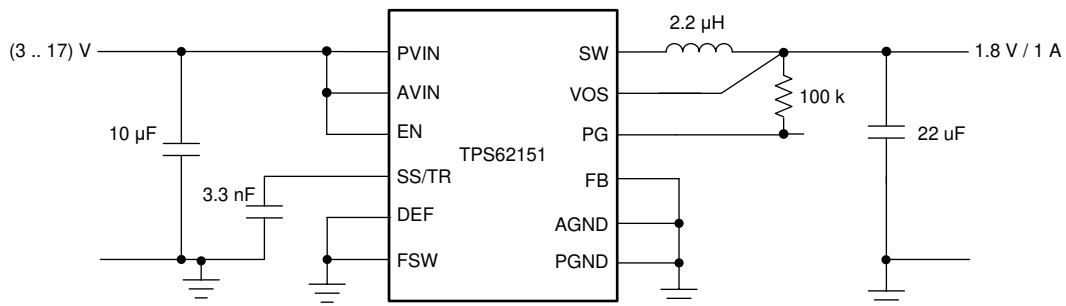 2.2 µH
(3 .. 17) V
PVIN
SW
1.8 V / 1 A
AVIN
VOS
100 k
10 µF
EN
PG
22 uF
TPS62151
3.3 nF
SS/TR
FB
DEF
AGND
FSW
PGND